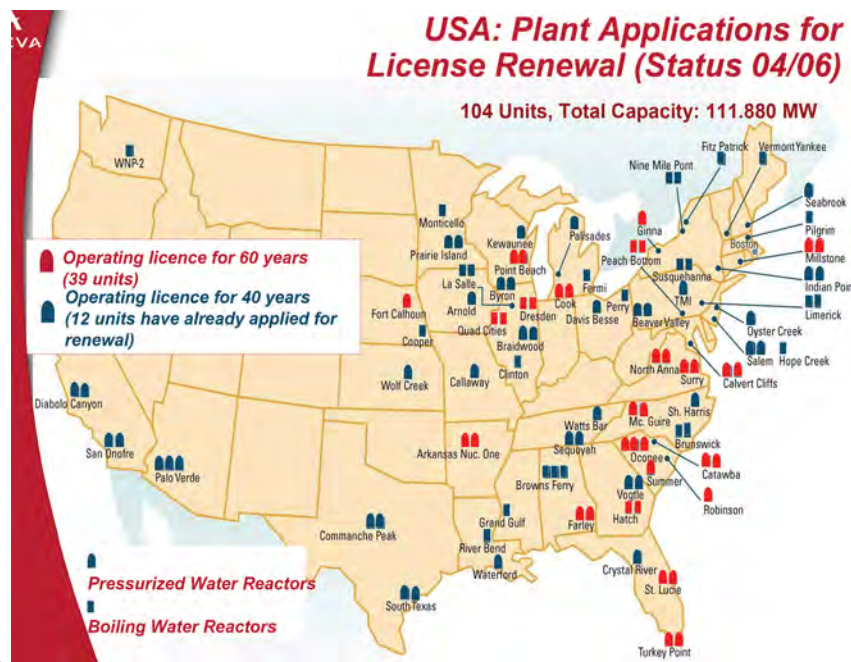 EVA
USA: Plant Applications for
License Renewal (Status 04/06)
104 Units, Total Capacity: 111.880 MW
WNP-2
Fitz Patrick
VermontYankee
Nine Mile Pont
Seabrook
Monticello
Ginna
Pilgrim
Kewaunee
Palisades
Boston
Prairie Island
Millstone
Operating licence for 60 years
(39 units)
Operating licence for 40 years
(12 units have already applied for
renewal)
Point Beach
Peach Bottom
Susquehanna
Indian Poin
La Salle
Byron
Fermi
TMI
Arnold
Cook
Perry
Limerick
Fort Calhoun
Dresden
Davis Besse
Beaver Valley
Oyster Creek
Quad Cities
Cooper
Braidwood
Salem
Hope Creek
Wolf Creek
Callaway
Clinton
North Anna
Surry
Calvert Cliffs
Diabolo Canyon
Sh. Harris
Mc. Guire
Watts Bar
San Onofre
Arkansas Nuc. One
Sequoyah
Oconee
Brunswick
Palo Verde
Catawba
Browns Ferry
Summer
Vogtle
Robinson
Grand Gulf
Farley
Hatch
Commanche Peak
River Bend
Waterford
Crystal River
Pressurized Water Reactors
St. Lucie
South Texas
Boiling Water Reactors
Turkey Point